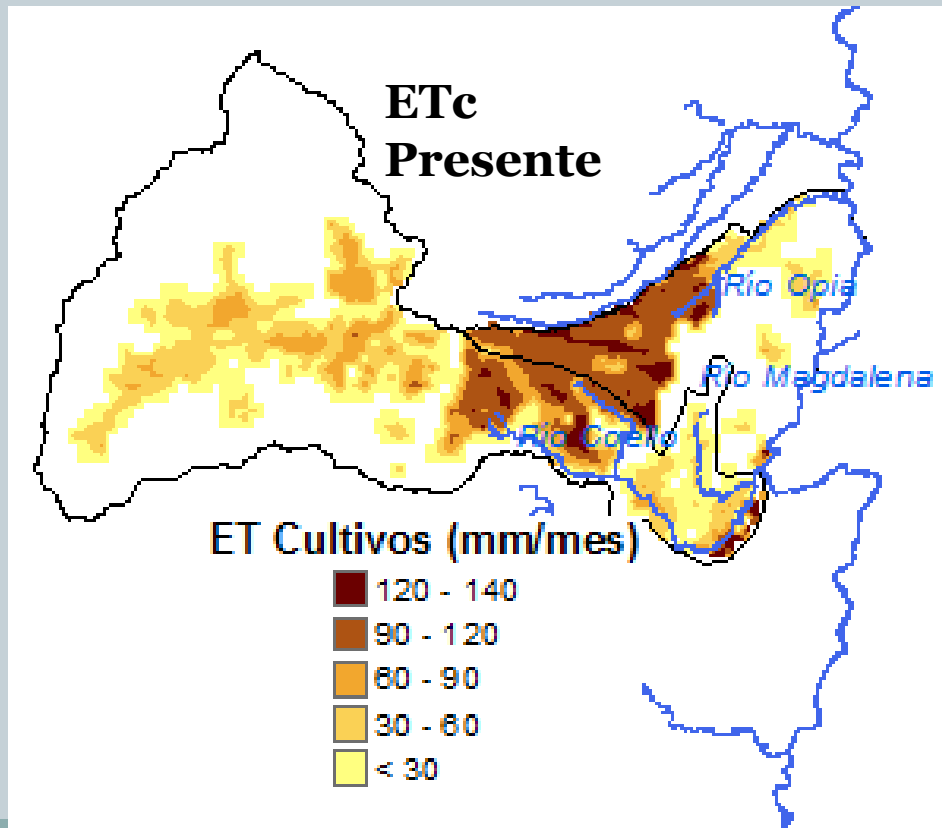 ETc
Presente
Río Opia
Río Magdalena
Río Coello
ET Cultivos (mm/mes)
120 - 140
90 - 120
60 - 90
30 - 60
< 30